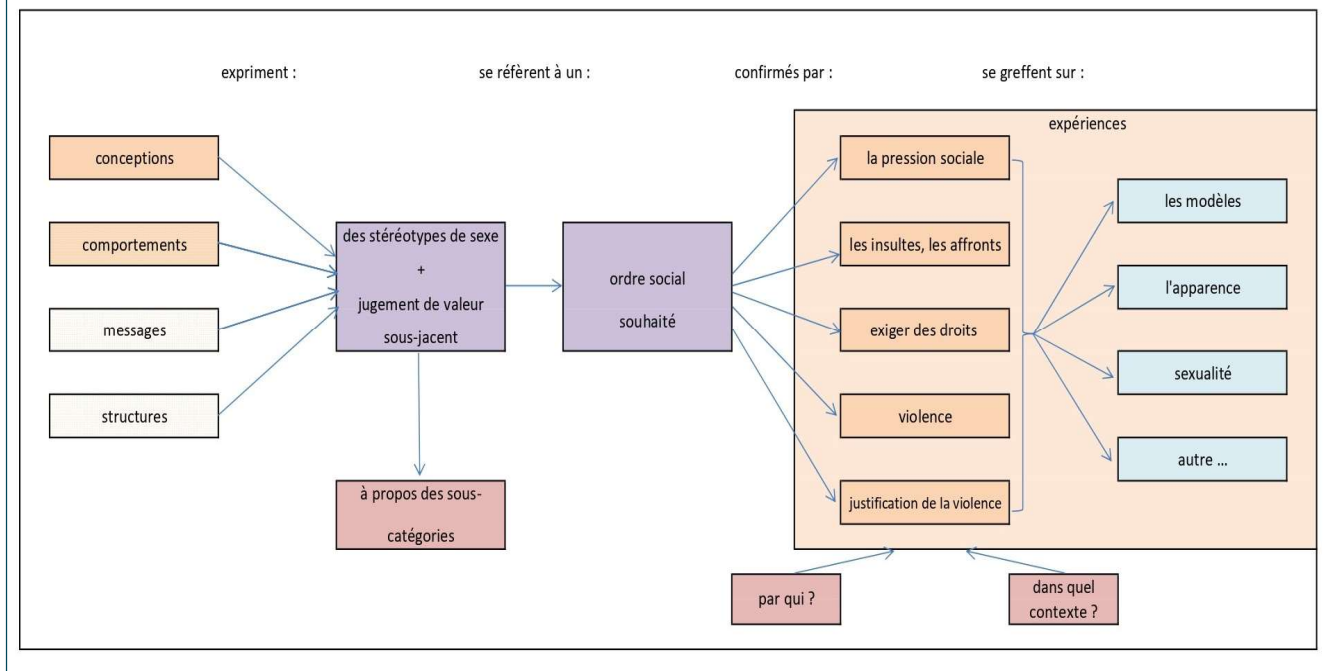 expriment :
se réfèrent à un :
confirmés par :
se greffent sur :
conceptions
comportements
messages
structures
des stéréotypes de sexe
+
jugement de valeur
sous-jacent
à propos des sous-
catégories
ordre social
souhaité
expériences
la pression sociale
les insultes, les affronts
exiger des droits
violence
justification de la violence
les modèles
l'apparence
sexualité
autre ...
par qui ?
dans quel
contexte ?